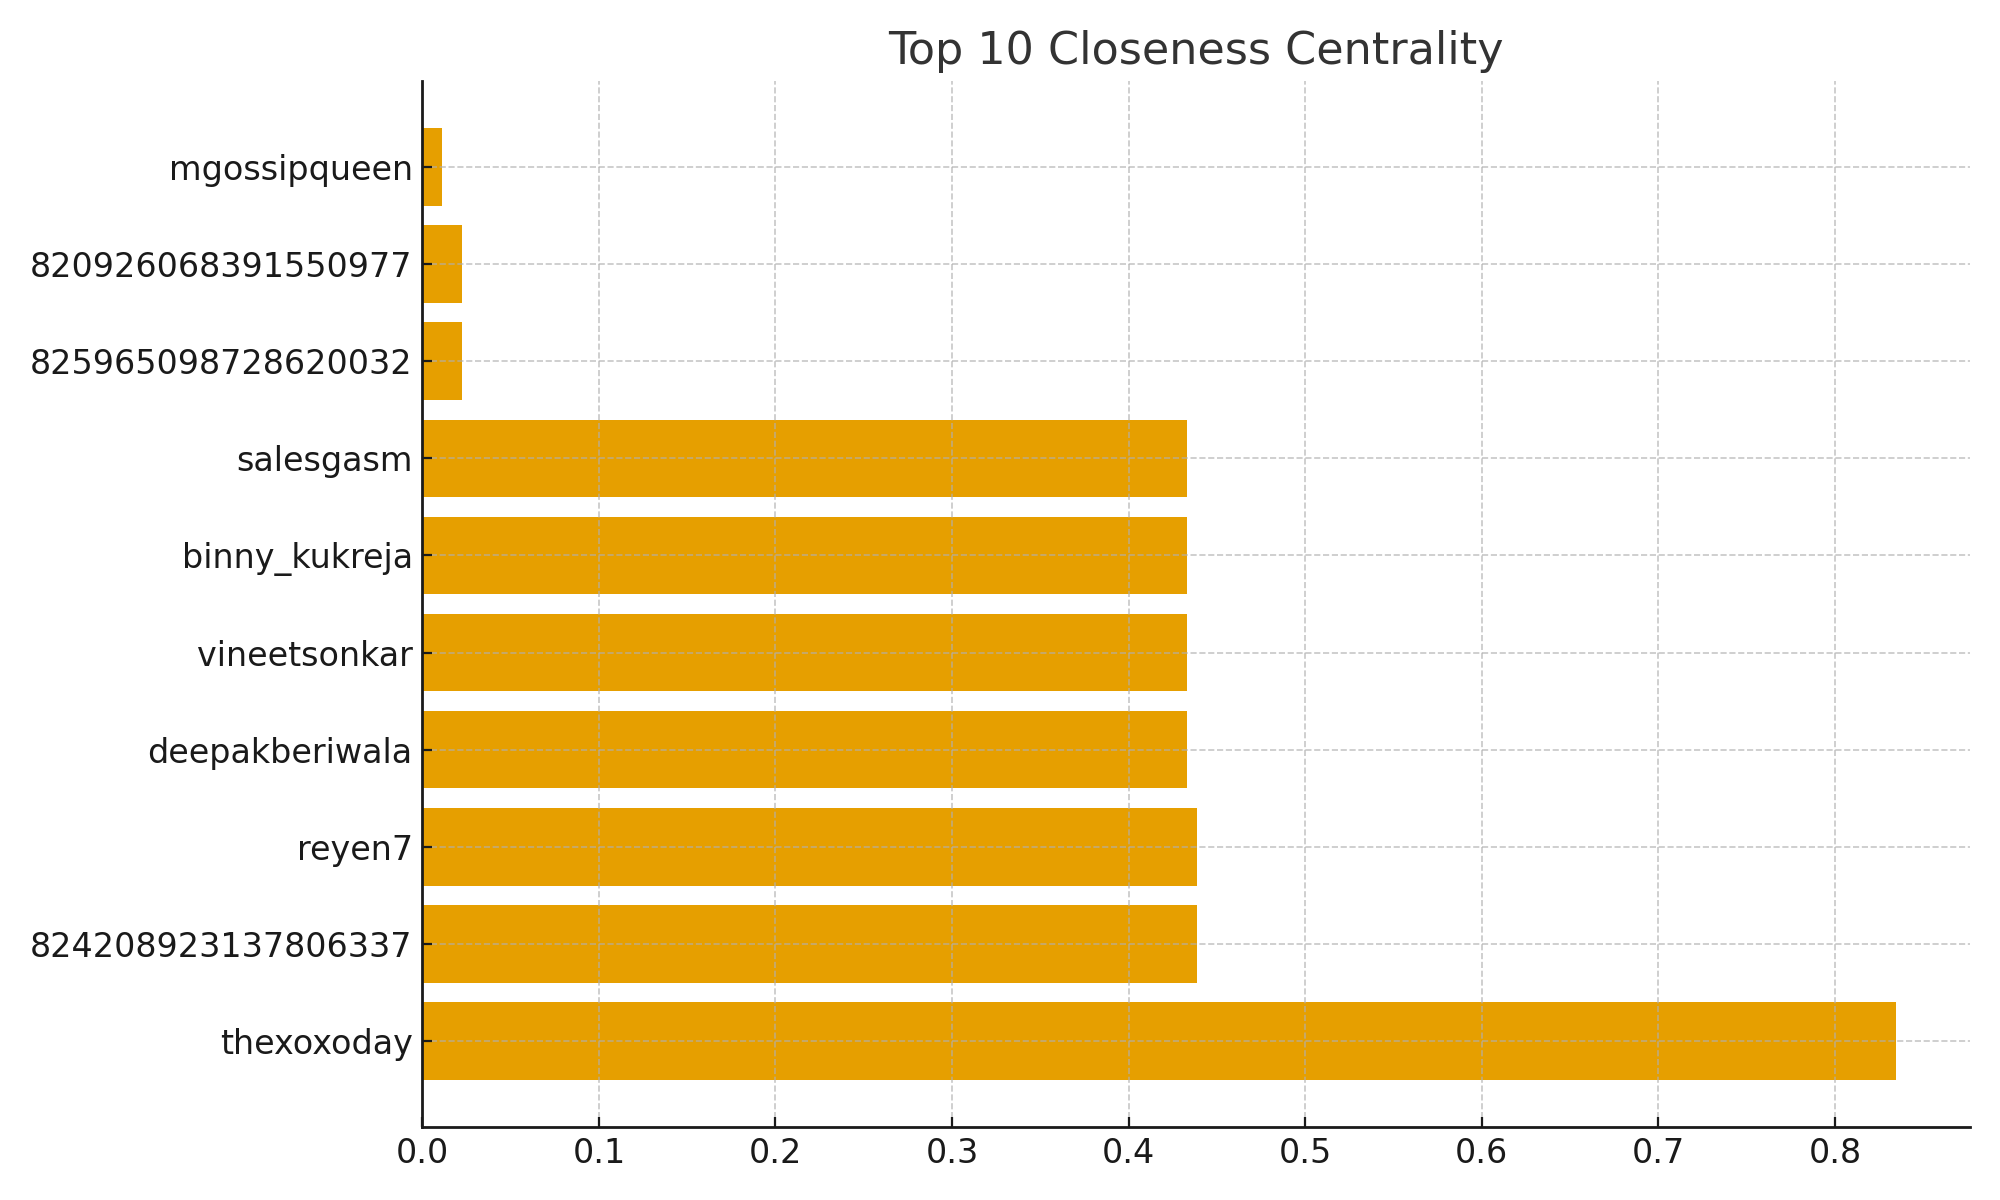 Top 10 Closeness Centrality
mgossipqueen
820926068391550977
825965098728620032
salesgasm
binny_kukreja
vineetsonkar
deepakberiwala
reyen7
824208923137806337
thexoxoday
0.0 0.1 0.2 0.3 0.4 0.5 0.6 0.7 0.8